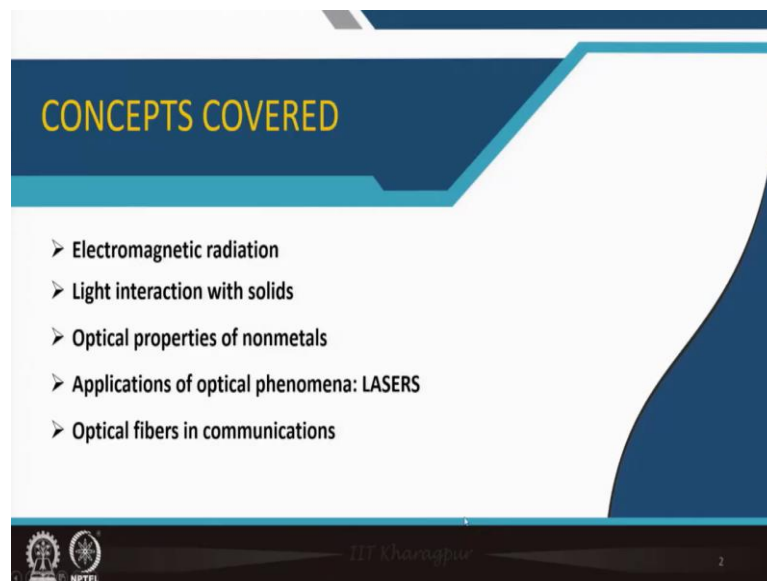 CONCEPTS COVERED
➤ Electromagnetic radiation
➤ Light interaction with solids
➤ Optical properties of nonmetals
➤ Applications of optical phenomena: LASERS
➤ Optical fibers in communications
IIT Kharagpur
NPTEL
2